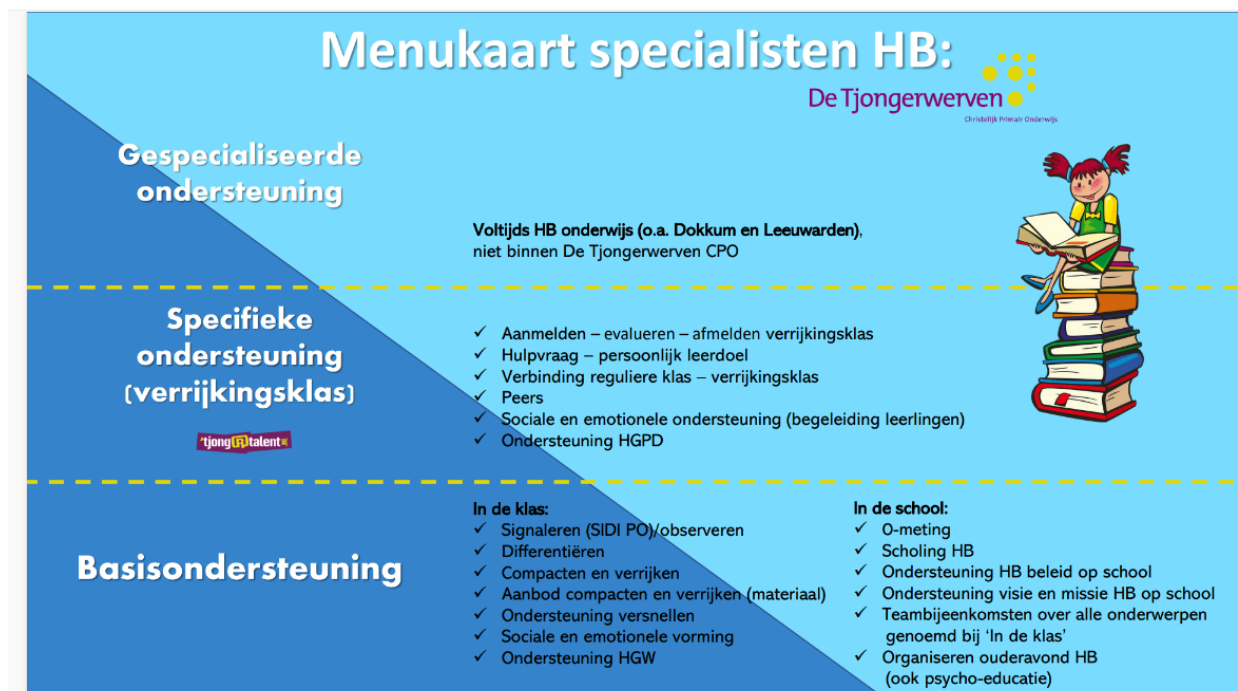 Menukaart specialisten HB:
De Tjongerwerven
Christelijk Primair Onderwijs
Gespecialiseerde
ondersteuning
Voltijds HB onderwijs (o.a. Dokkum en Leeuwarden),
niet binnen De Tjongerwerven CPO
Specifieke
ondersteuning
(verrijkingsklas)
tjong talent
✓ Aanmelden – evalueren – afmelden verrijkingsklas
✓ Hulpvraag – persoonlijk leerdoel
✓ Verbinding reguliere klas – verrijkingsklas
✓ Peers
✓ Sociale en emotionele ondersteuning (begeleiding leerlingen)
✓ Ondersteuning HGPD
Basisondersteuning
In de klas:
✓ Signaleren (SIDI PO)/observeren
✓ Differentiëren
✓ Compacten en verrijken
✓ Aanbod compacten en verrijken (materiaal)
✓ Ondersteuning versnellen
✓ Sociale en emotionele vorming
✓ Ondersteuning HGW
In de school:
✓ 0-meting
✓ Scholing HB
✓ Ondersteuning HB beleid op school
✓ Ondersteuning visie en missie HB op school
✓ Teambijeenkomsten over alle onderwerpen
genoemd bij ‘In de klas’
✓ Organiseren ouderavond HB
(ook psycho-educatie)